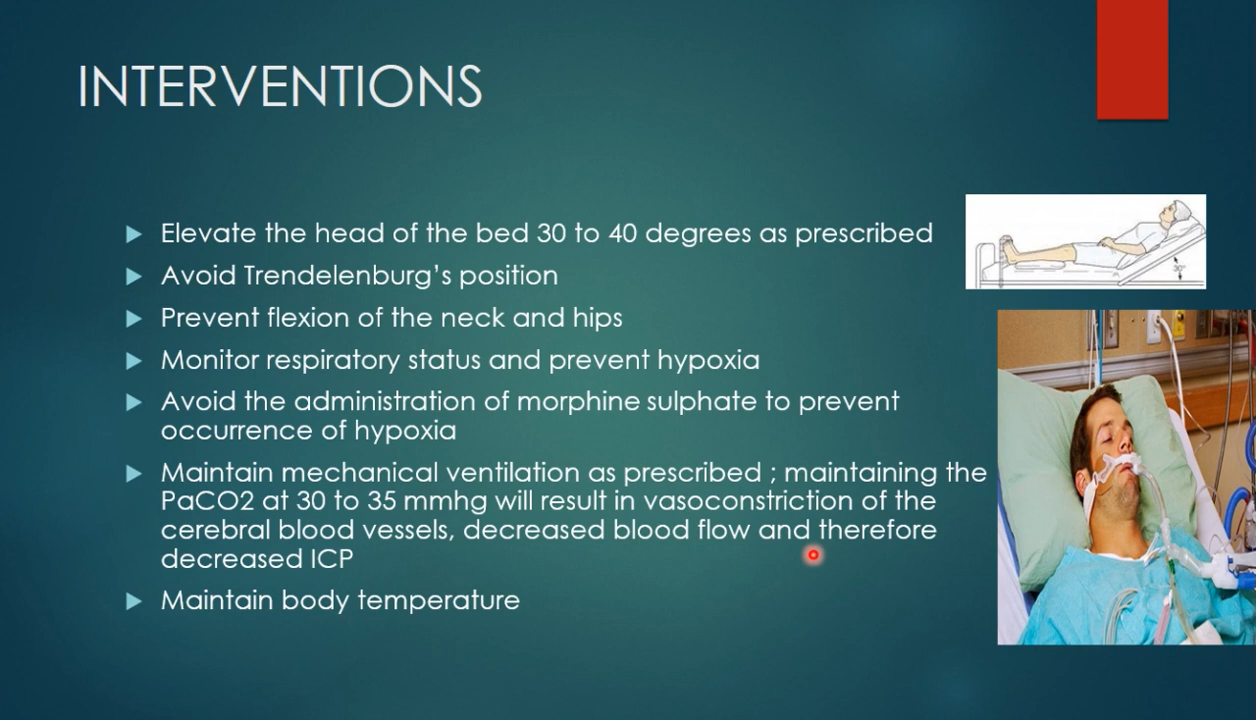 INTERVENTIONS
Elevate the head of the bed 30 to 40 degrees as prescribed
Avoid Trendelenburg's position
Prevent flexion of the neck and hips
Monitor respiratory status and prevent hypoxia
Avoid the administration of morphine sulphate to prevent
occurrence of hypoxia
Maintain mechanical ventilation as prescribed ; maintaining the
PaCO2 at 30 to 35 mmhg will result in vasoconstriction of the
cerebral blood vessels, decreased blood flow and therefore
decreased ICP
Maintain body temperature
30°